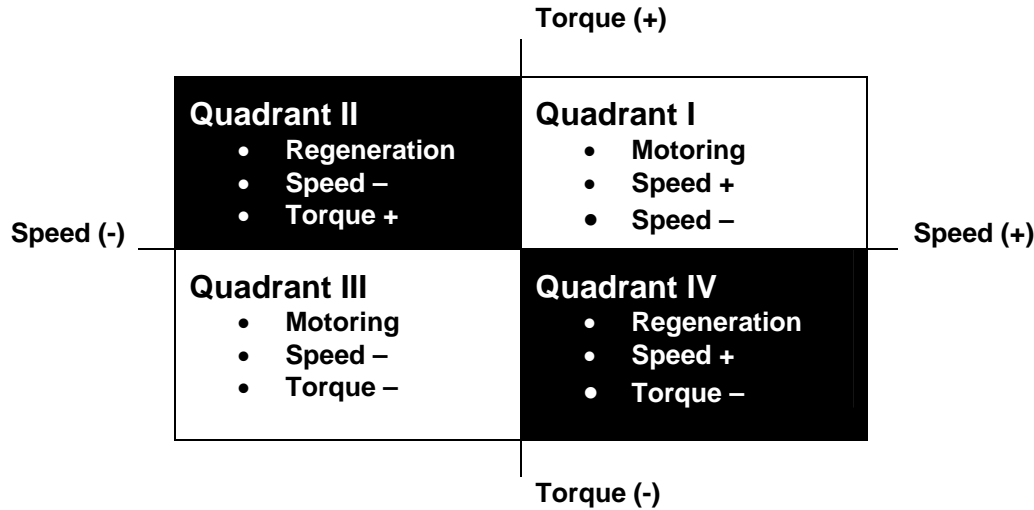 Torque (+)
Quadrant II
• Regeneration
• Speed –
• Torque +
Quadrant I
• Motoring
• Speed +
• Speed –
Speed (-)
Speed (+)
Quadrant III
• Motoring
• Speed –
• Torque –
Quadrant IV
• Regeneration
• Speed +
• Torque –
Torque (-)